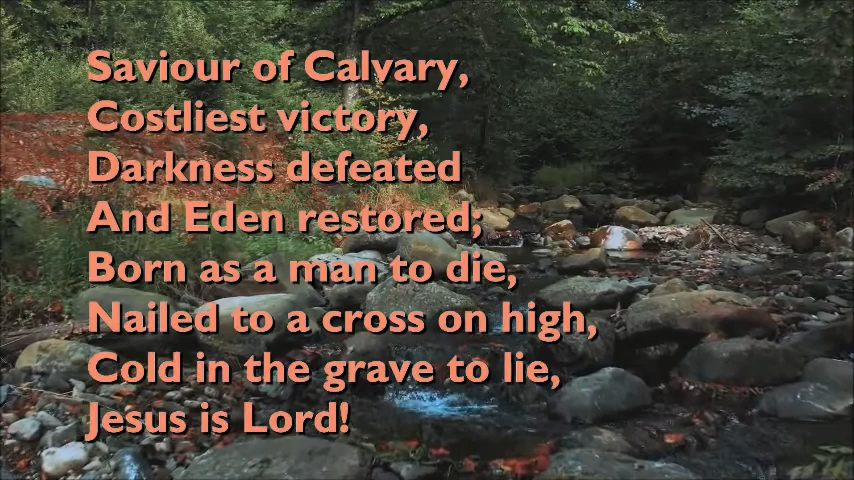 Saviour of Calvary,
Costliest victory,
Darkness defeated
And Eden restored;
Born as a man to die,
Nailed to a cross on high,
Cold in the grave to lie,
Jesus is Lord!